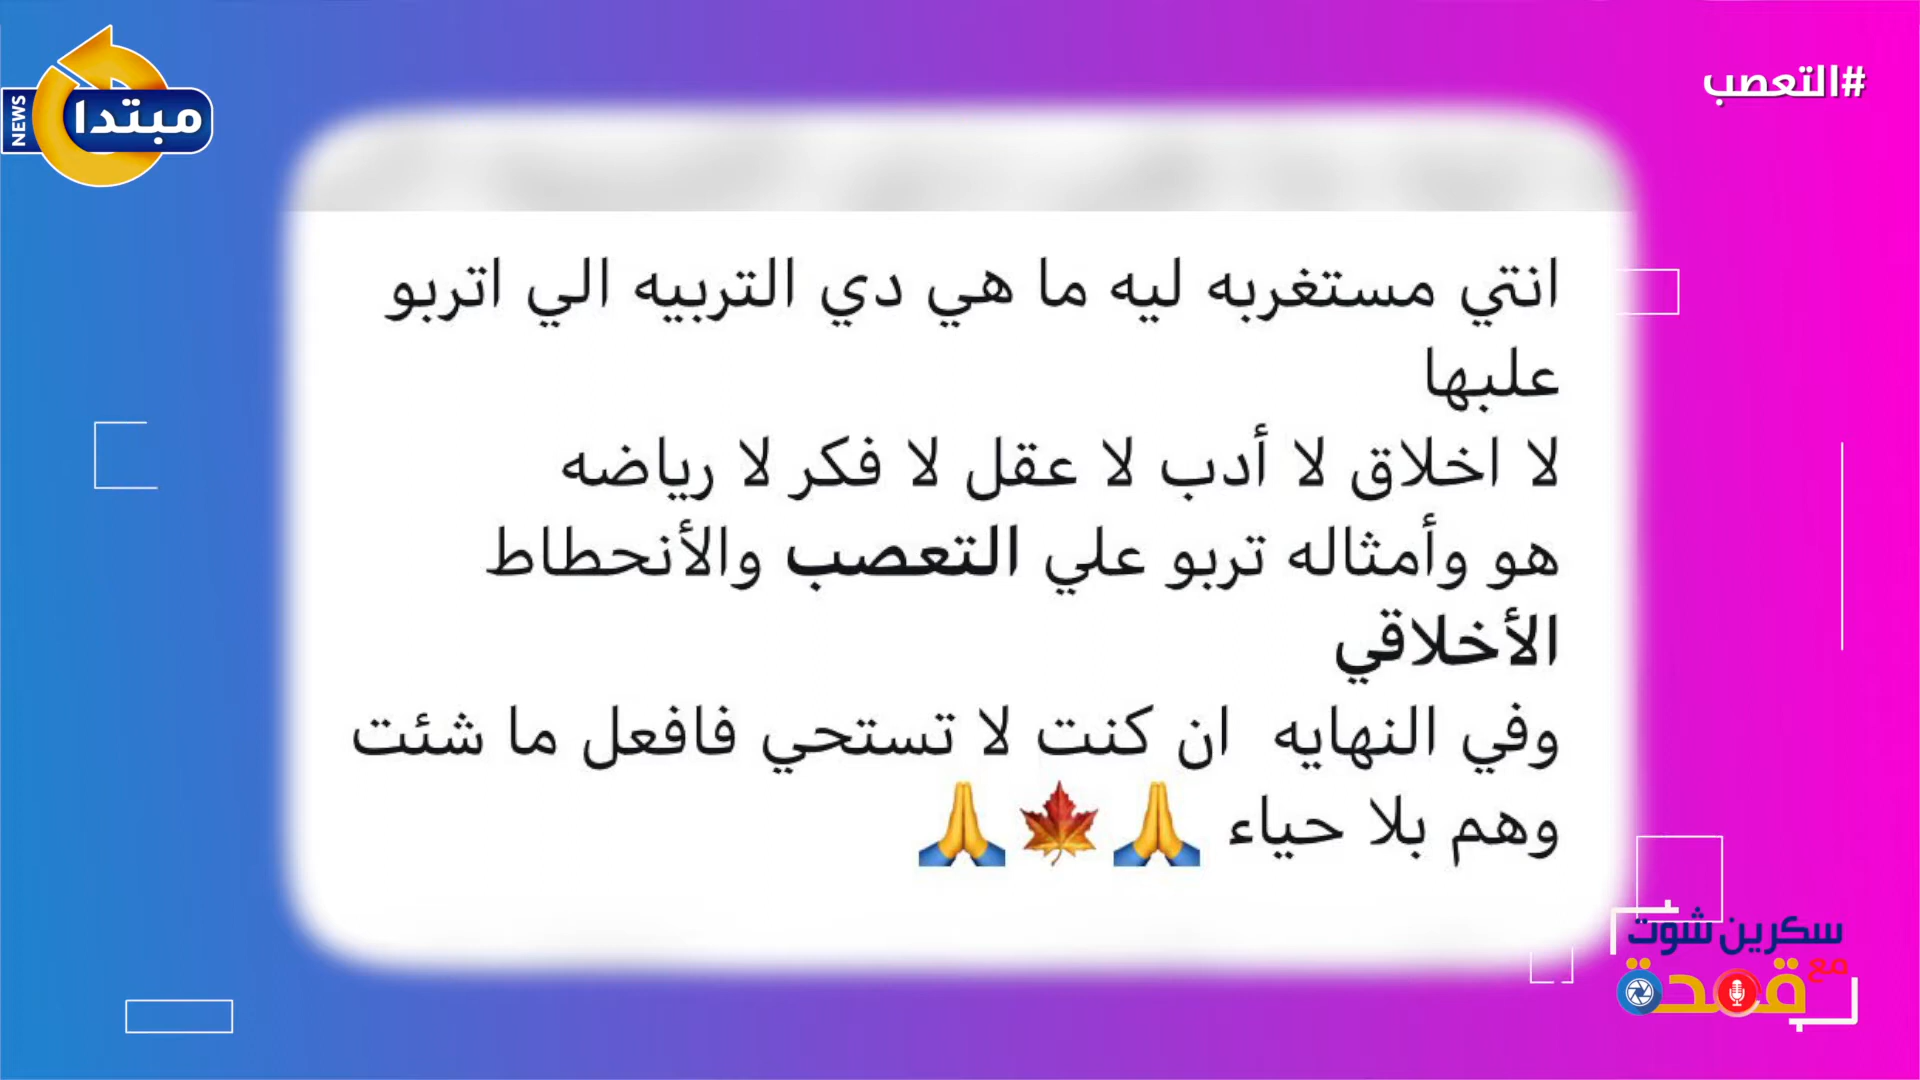 #التعصب
مبتدا
NEWS
انتي مستغربه ليه ما هي دي التربيه الي اتربو
علبها
لا اخلاق لا أدب لا عقل لا فكر لا رياضه
هو وأمثاله تربو علي التعصب والأنحطاط
الأخلاقي
وفي النهايه ان كنت لا تستحي فافعل ما شئت
وهم بلا حياء 🙏🍁🙏
سكرين شوت
مع